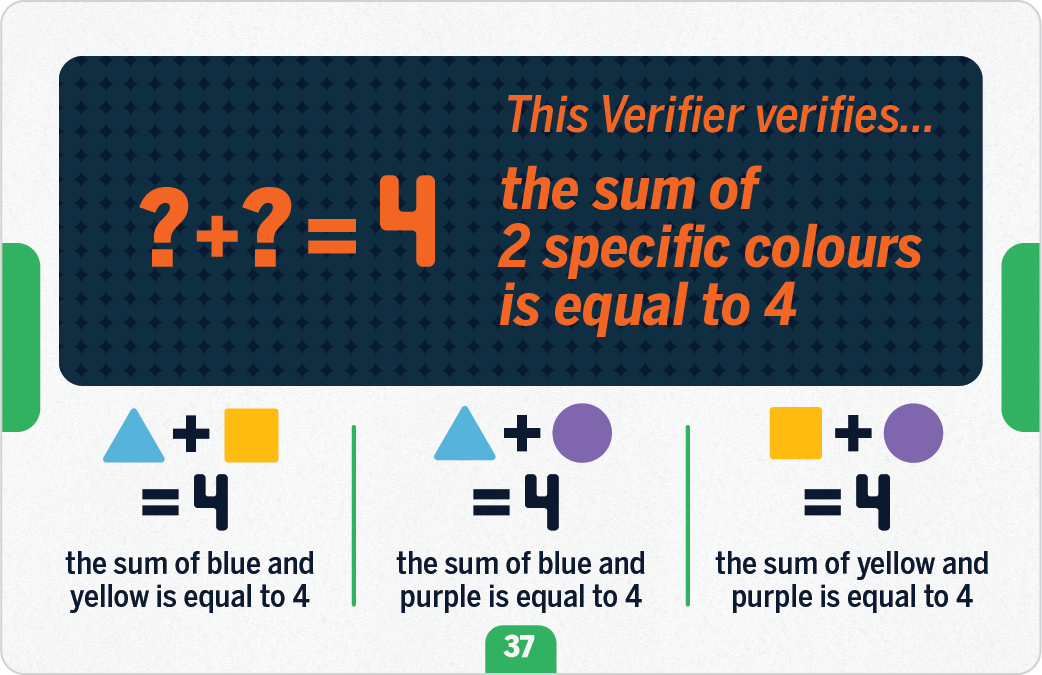 This Verifier verifies...
?+?=4
the sum of
2 specific colours
is equal to 4
+
=4
the sum of blue and
yellow is equal to 4
+
=4
the sum of blue and
purple is equal to 4
+
=4
the sum of yellow and
purple is equal to 4
37